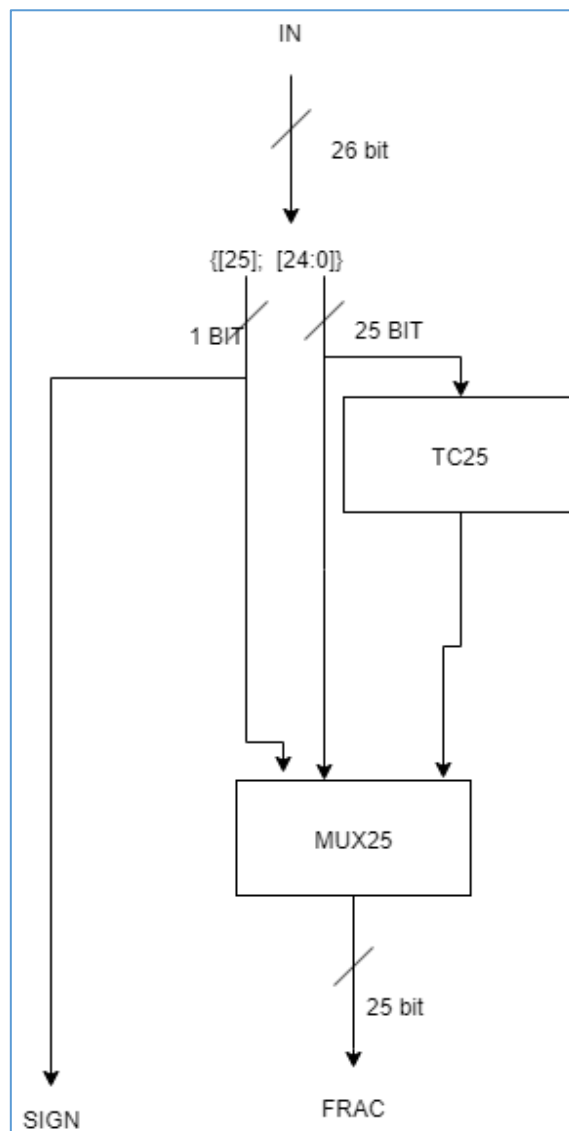 IN
26 bit
{[25]; [24:0]}
1 BIT
25 BIT
TC25
MUX25
25 bit
SIGN
FRAC